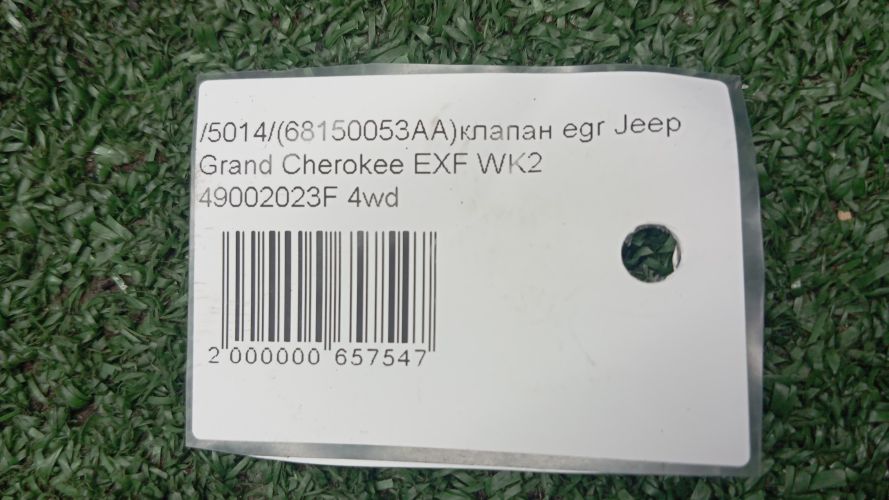 /5014/(68150053AA)клапан egr Jeep
Grand Cherokee EXF WK2
49002023F 4wd
2 000000 657547